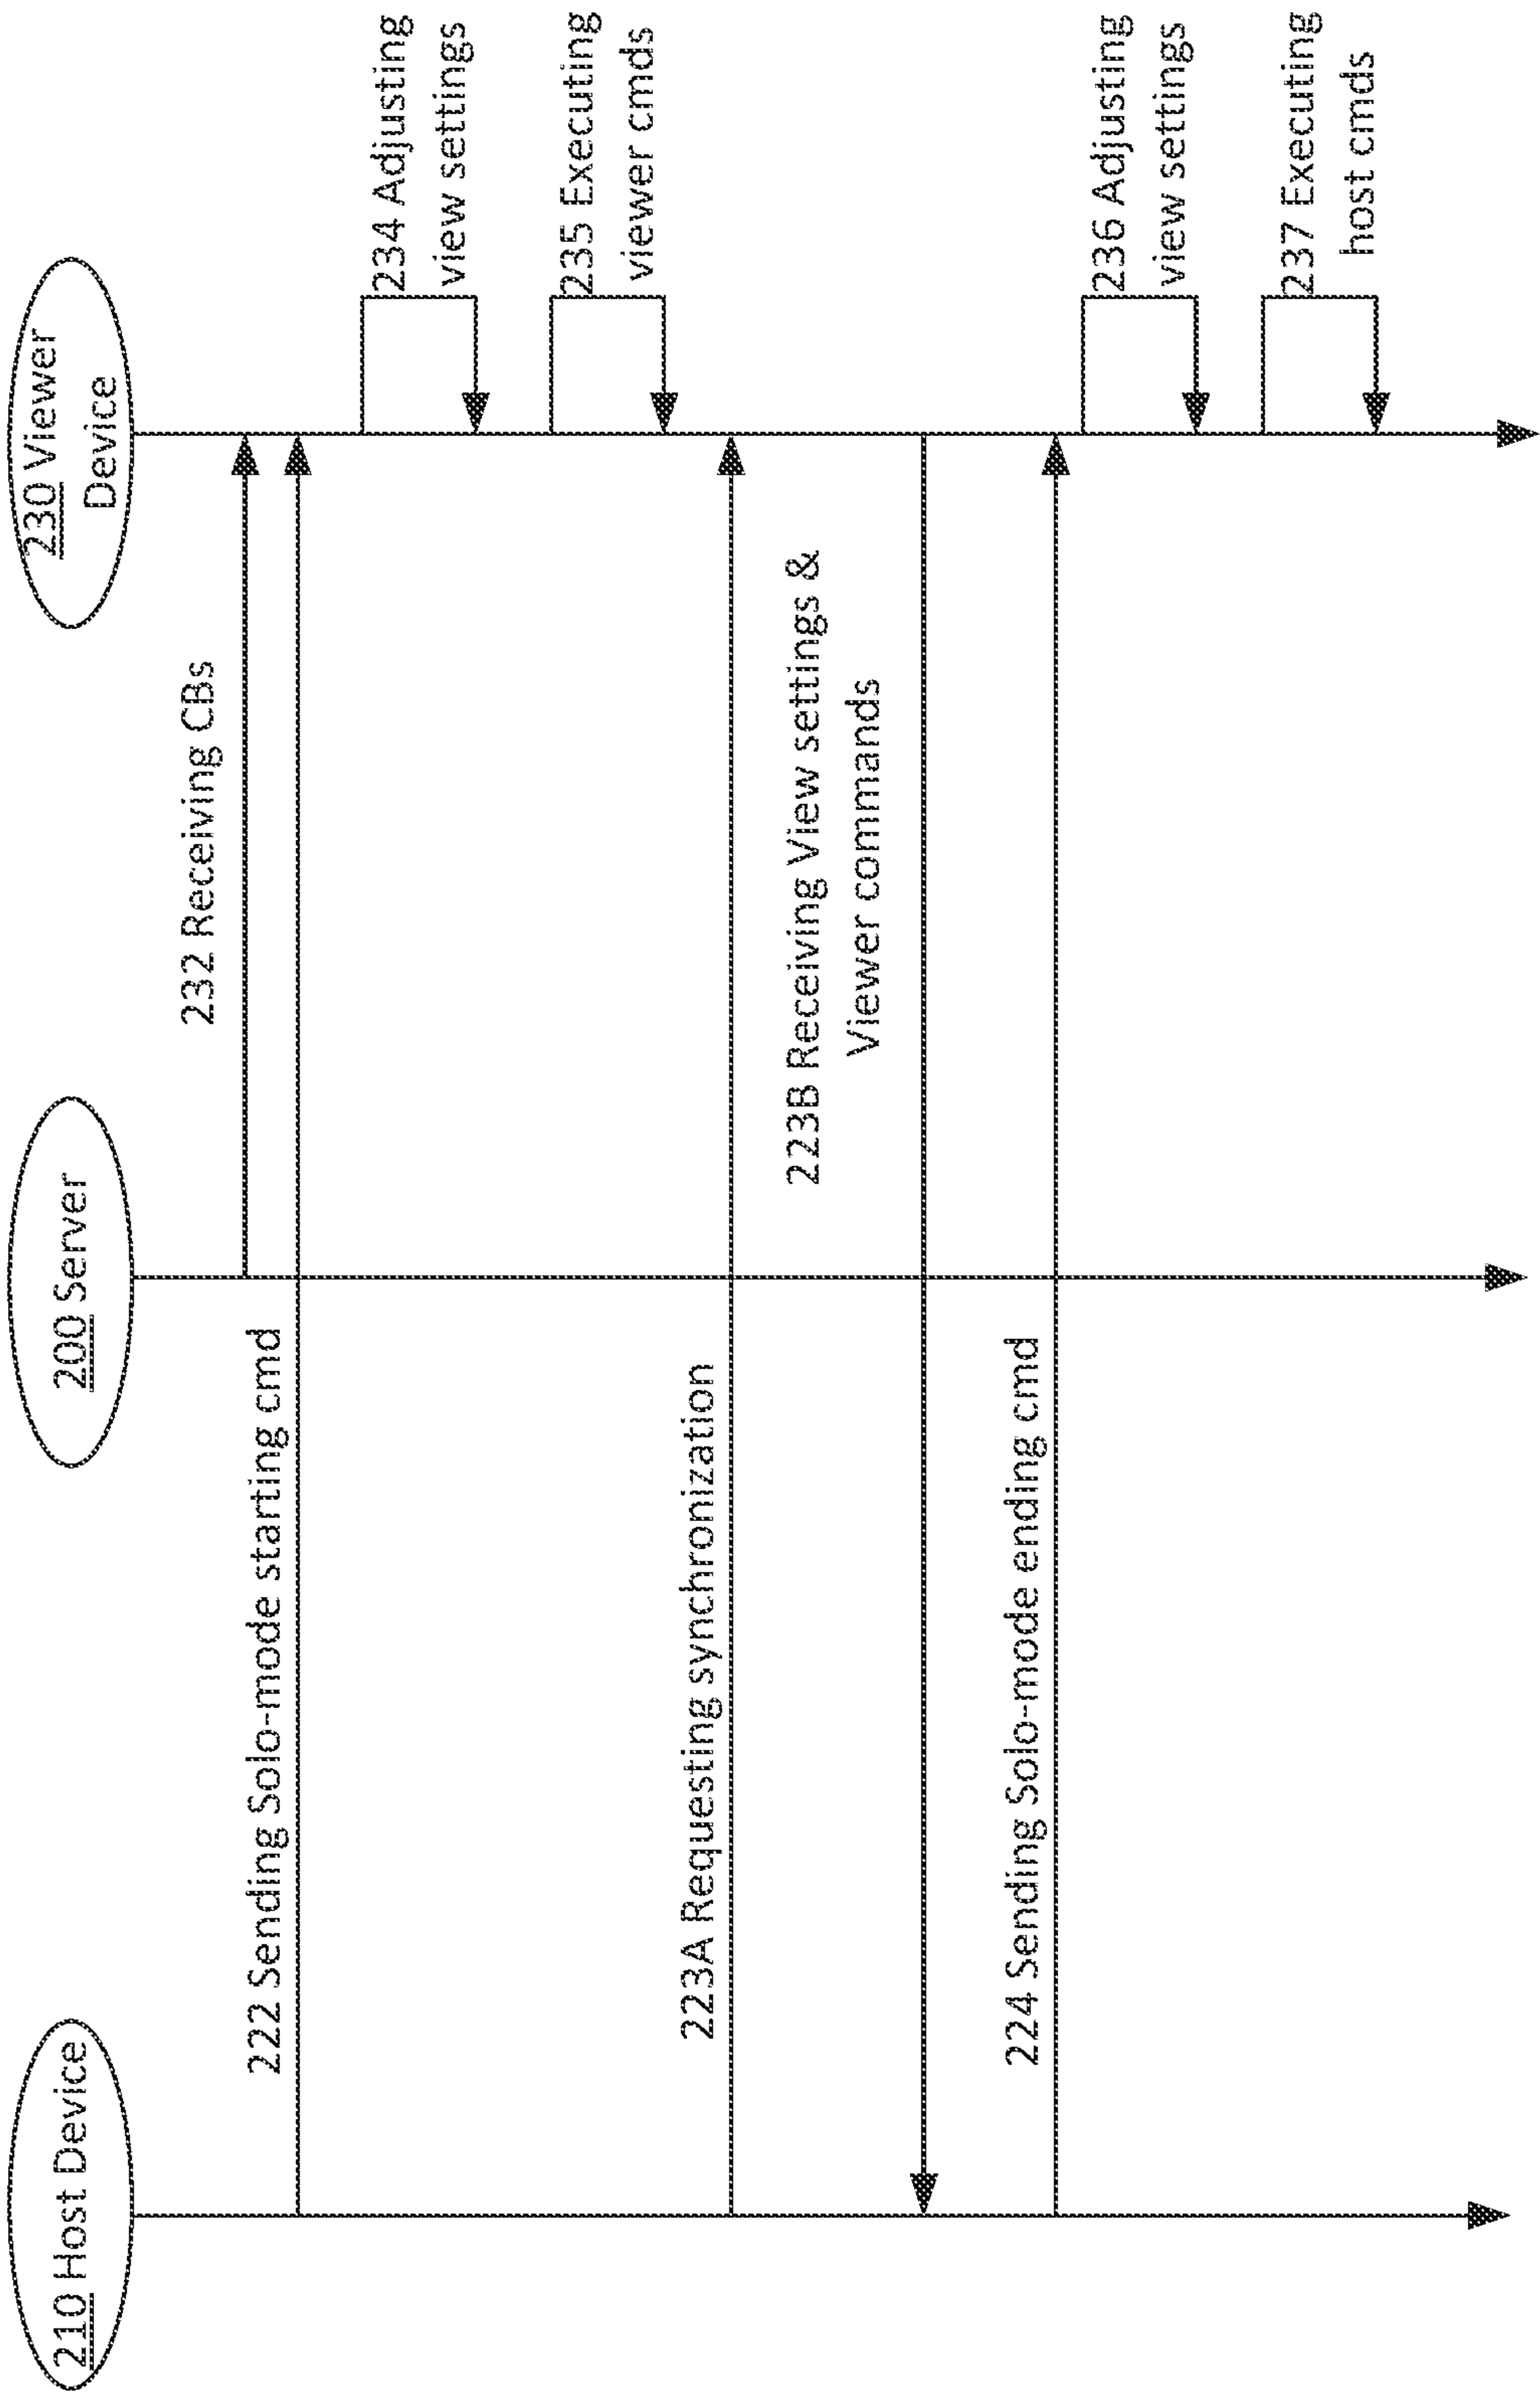 210 Host Device
200 Server
230 Viewer
Device
232 Receiving CBs
222 Sending Solo-mode starting cmd
234 Adjusting
view settings
235 Executing
viewer cmds
223A Requesting synchronization
223B Receiving View settings &
Viewer commands
224 Sending Solo-mode ending cmd
236 Adjusting
view settings
237 Executing
host cmds